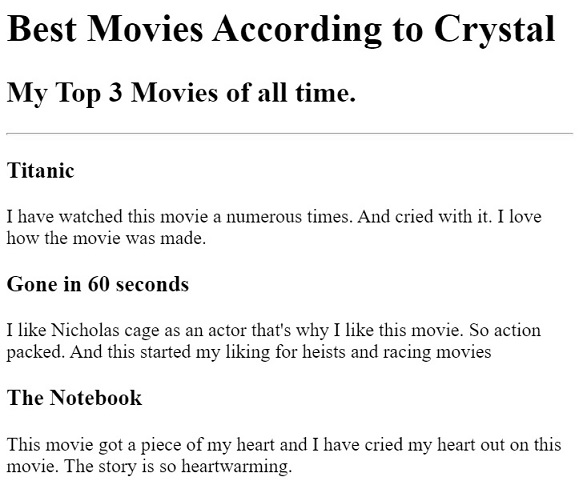 Best Movies According to Crystal
My Top 3 Movies of all time.
Titanic
I have watched this movie a numerous times. And cried with it. I love
how the movie was made.
Gone in 60 seconds
I like Nicholas cage as an actor that's why I like this movie. So action
packed. And this started my liking for heists and racing movies
The Notebook
This movie got a piece of my heart and I have cried my heart out on this
movie. The story is so heartwarming.